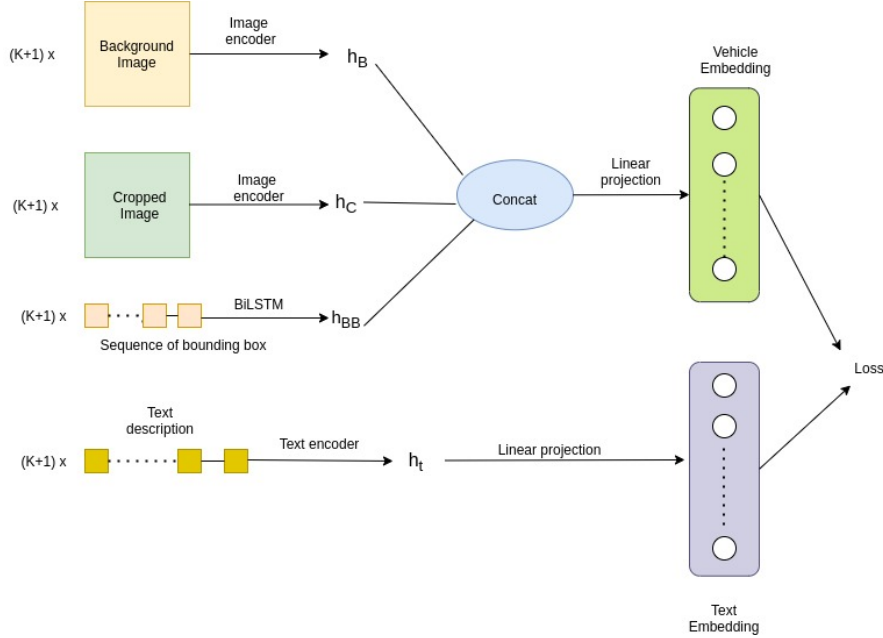 (K+1) x
Background
Image
Image
encoder
h_B
Vehicle
Embedding
(K+1) x
Cropped
Image
Image
encoder
h_C
Concat
Linear
projection
(K+1) x
BiLSTM
h_BB
Sequence of bounding box
Loss
Text
description
(K+1) x
Text encoder
h_t
Linear projection
Text
Embedding